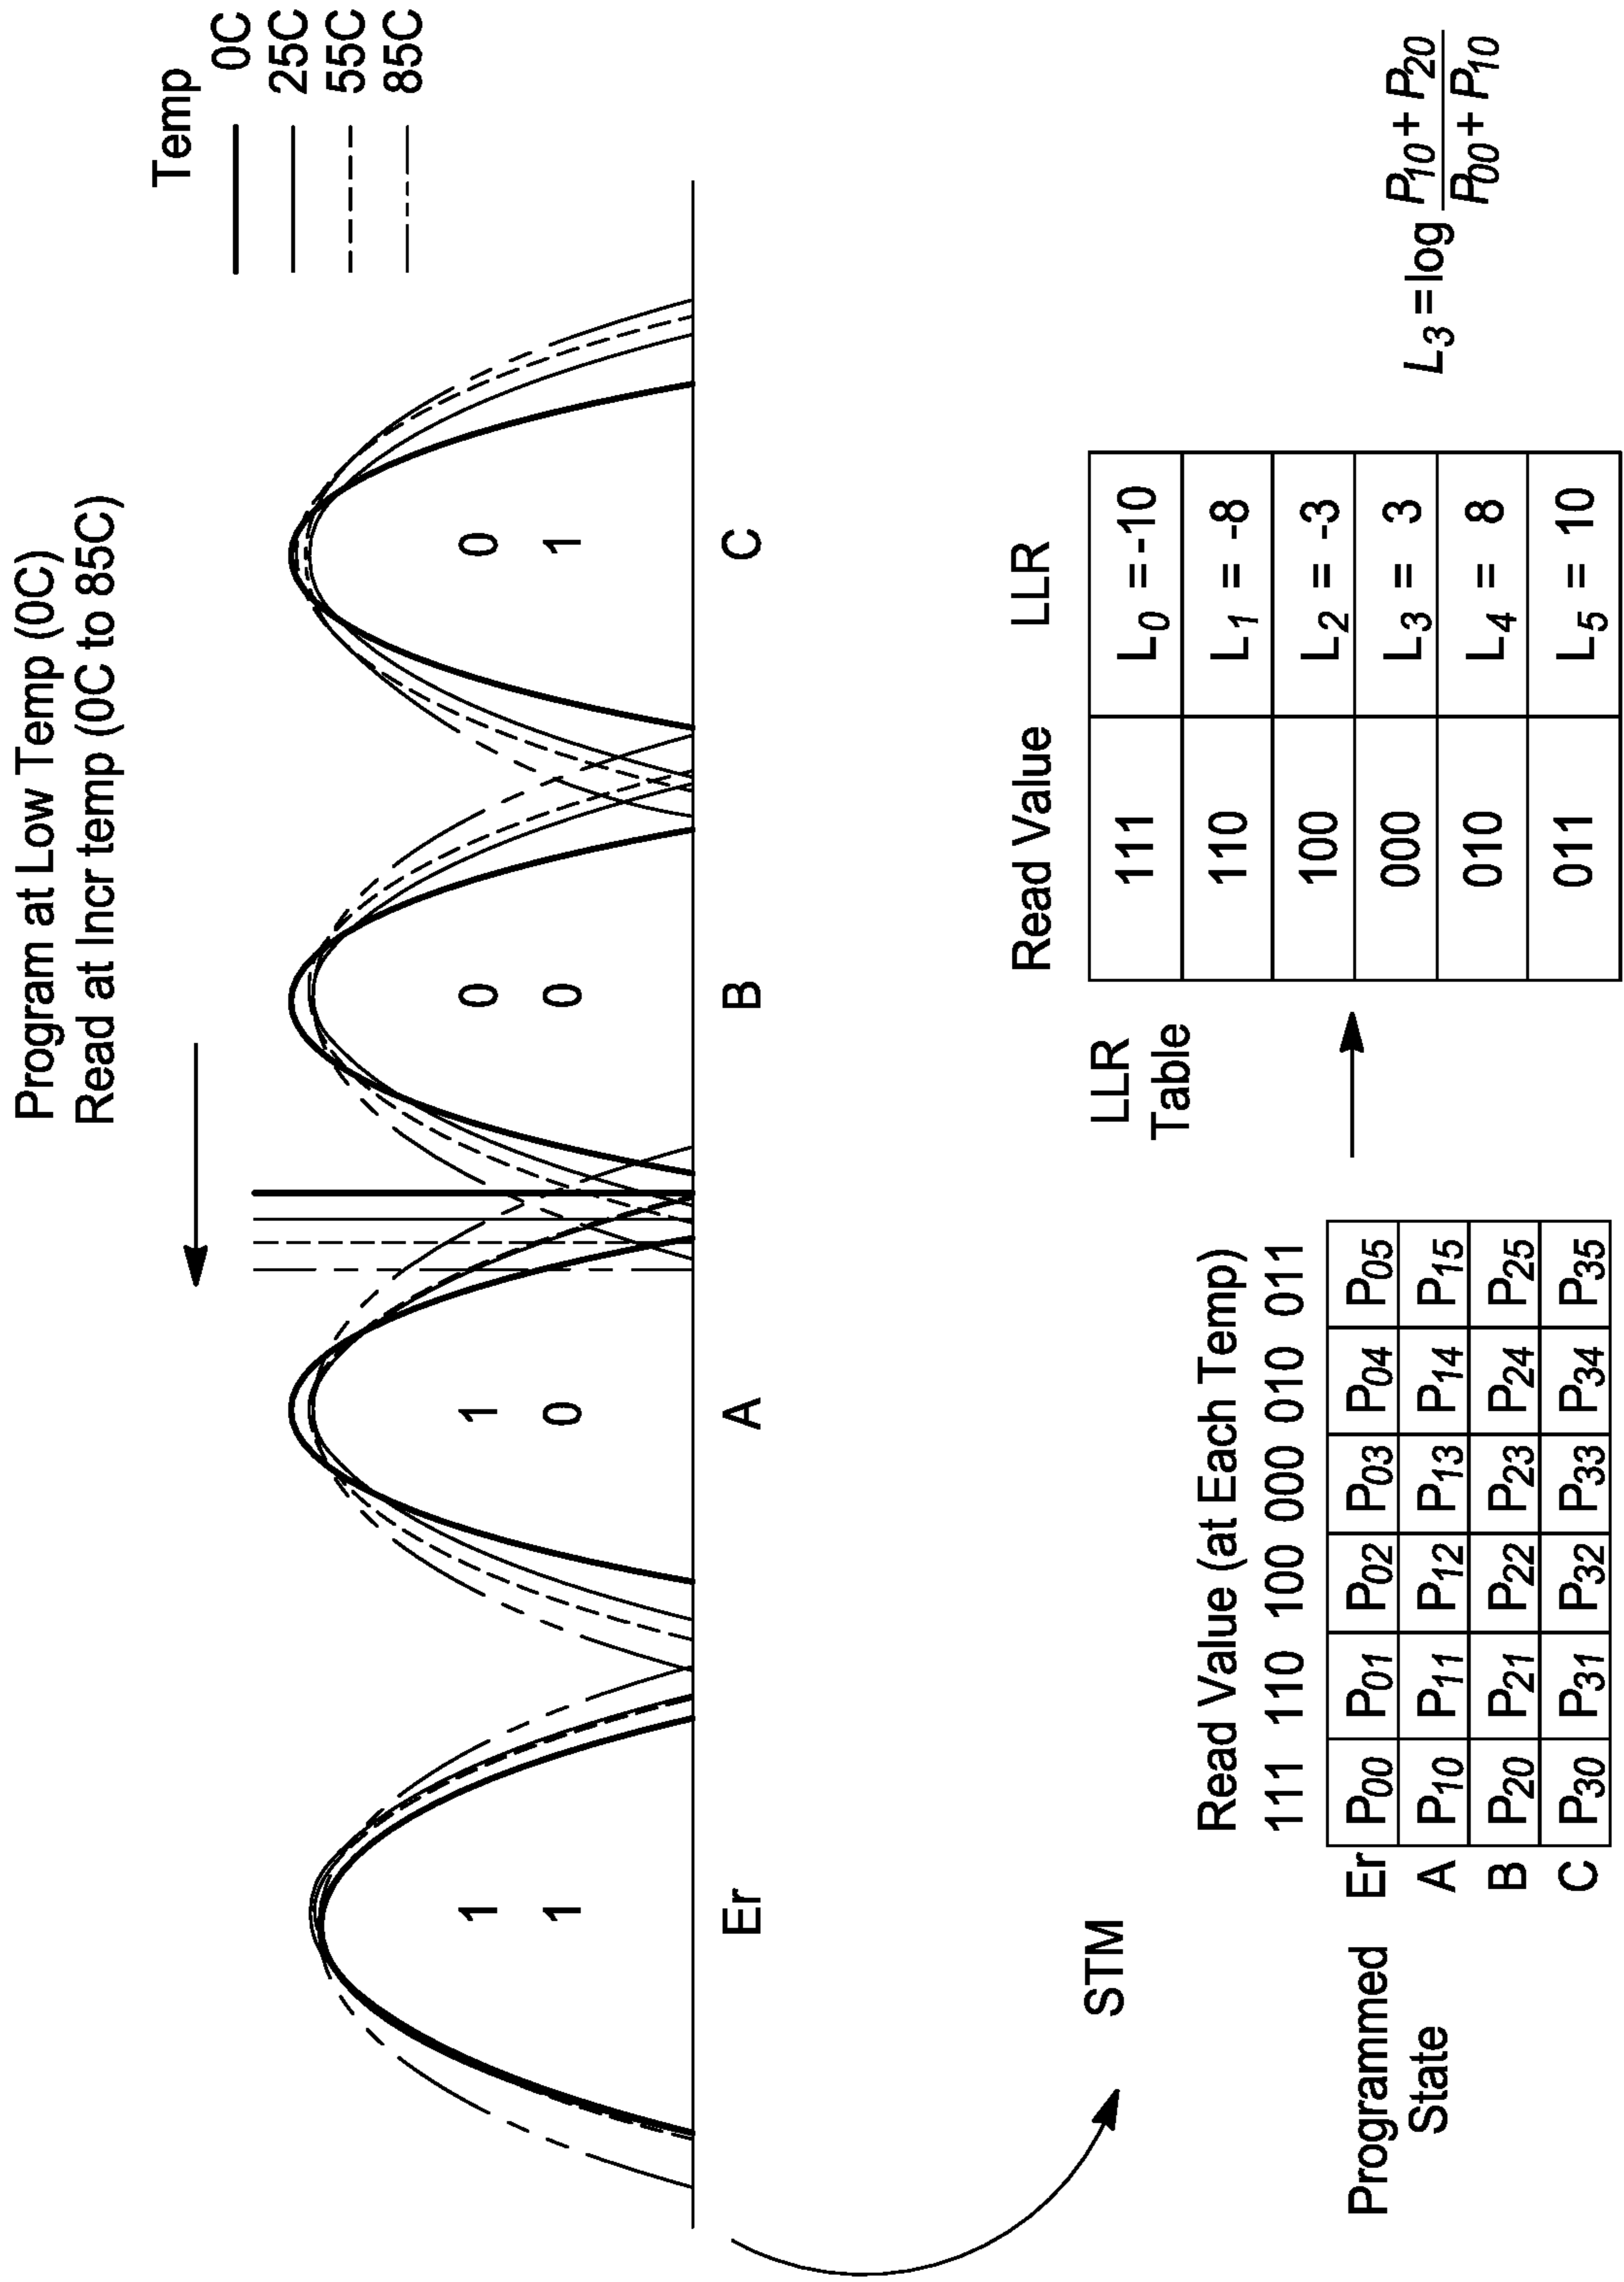 Program at Low Temp (0C)
Read at Incr temp (0C to 85C)
Temp
0C
25C
55C
85C
1 1 0 0
1 0 0 1
Er A B C
STM
Read Value (at Each Temp)
111 110 100 000 010 011
Programmed
State
Er P00 P01 P02 P03 P04 P05
A P10 P11 P12 P13 P14 P15
B P20 P21 P22 P23 P24 P25
C P30 P31 P32 P33 P34 P35
LLR
Table
Read Value LLR
111 L0 = -10
110 L1 = -8
100 L2 = -3
000 L3 = 3
010 L4 = 8
011 L5 = 10
L3 = log P10 + P20
P00 + P10